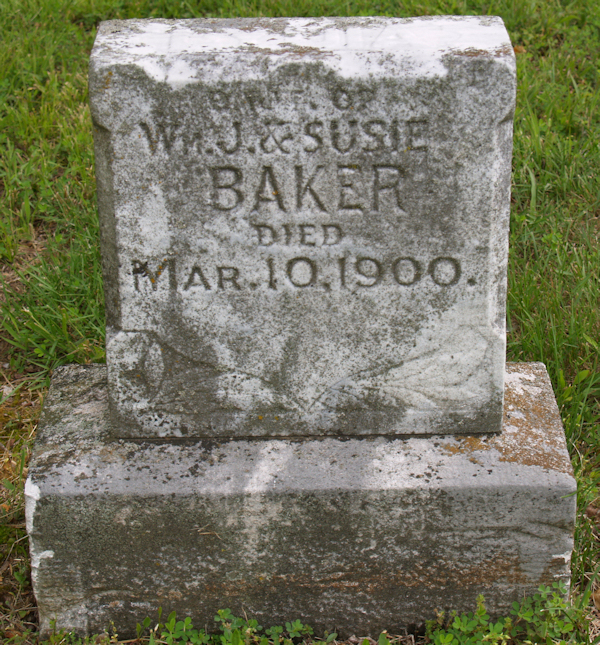 OF
WM. J. & SUSIE
BAKER
DIED
MAR. 10, 1900.